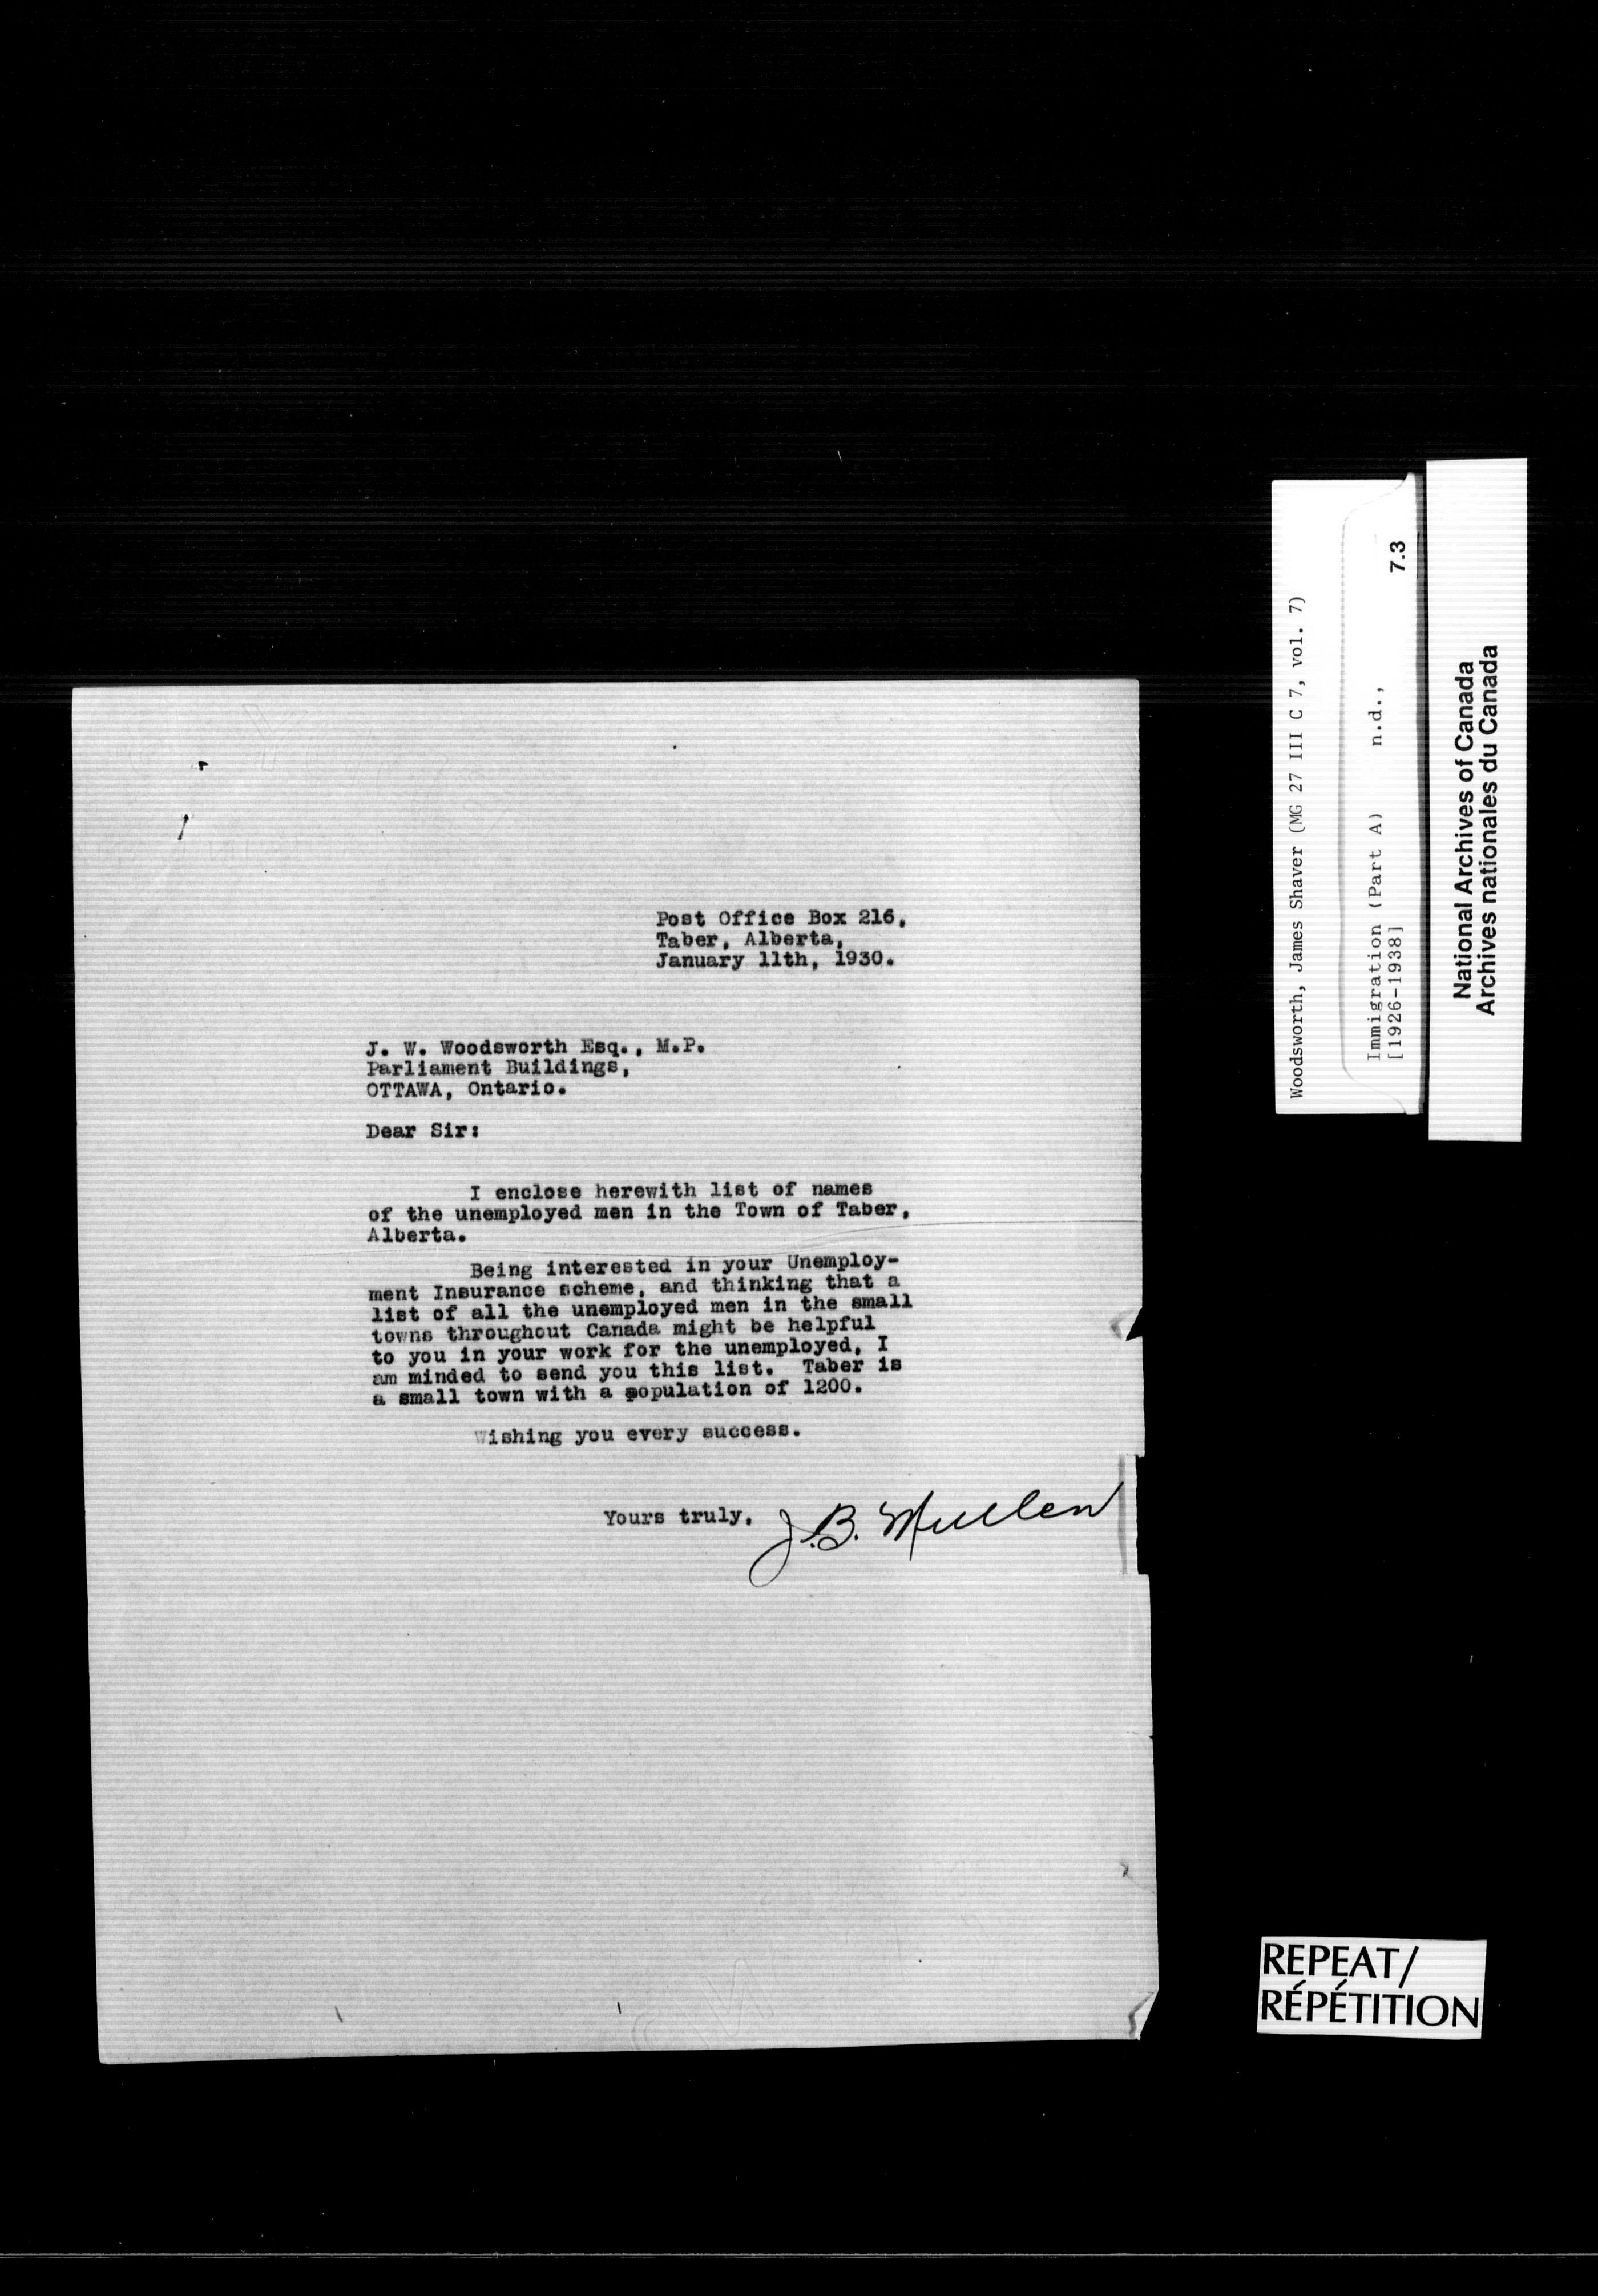 Post Office Box 216,
Taber, Alberta,
January 11th, 1930.
J. W. Woodsworth Esq., M.P.
Parliament Buildings,
OTTAWA, Ontario.
Dear Sir:
I enclose herewith list of names
of the unemployed men in the Town of Taber,
Alberta.
Being interested in your Unemploy-
ment Insurance scheme, and thinking that a
list of all the unemployed men in the small
towns throughout Canada might be helpful
to you in your work for the unemployed, I
am minded to send you this list. Taber is
a small town with a population of 1200.
Wishing you every success.
Yours truly, J.B. Mullen
Woodsworth, James Shaver (MG 27 III C 7, vol. 7)
Immigration (Part A) n.d., 7.3
[1926-1938]
National Archives of Canada
Archives nationales du Canada
REPEAT/
RÉPÉTITION